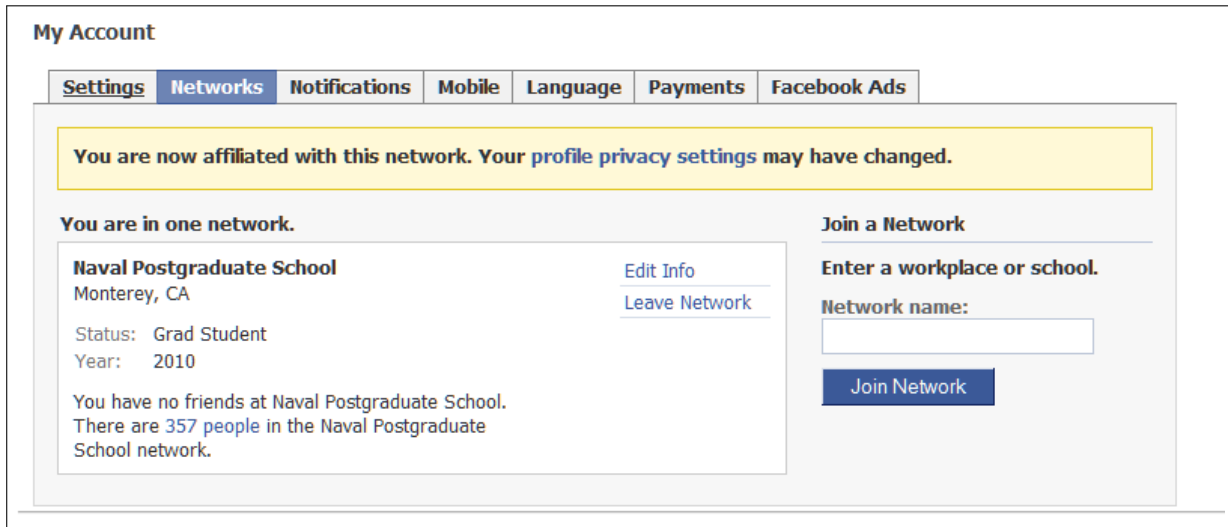 My Account
Settings Networks Notifications Mobile Language Payments Facebook Ads
You are now affiliated with this network. Your profile privacy settings may have changed.
You are in one network.
Naval Postgraduate School
Monterey, CA
Edit Info
Leave Network
Status: Grad Student
Year: 2010
You have no friends at Naval Postgraduate School.
There are 357 people in the Naval Postgraduate
School network.
Join a Network
Enter a workplace or school.
Network name:
Join Network